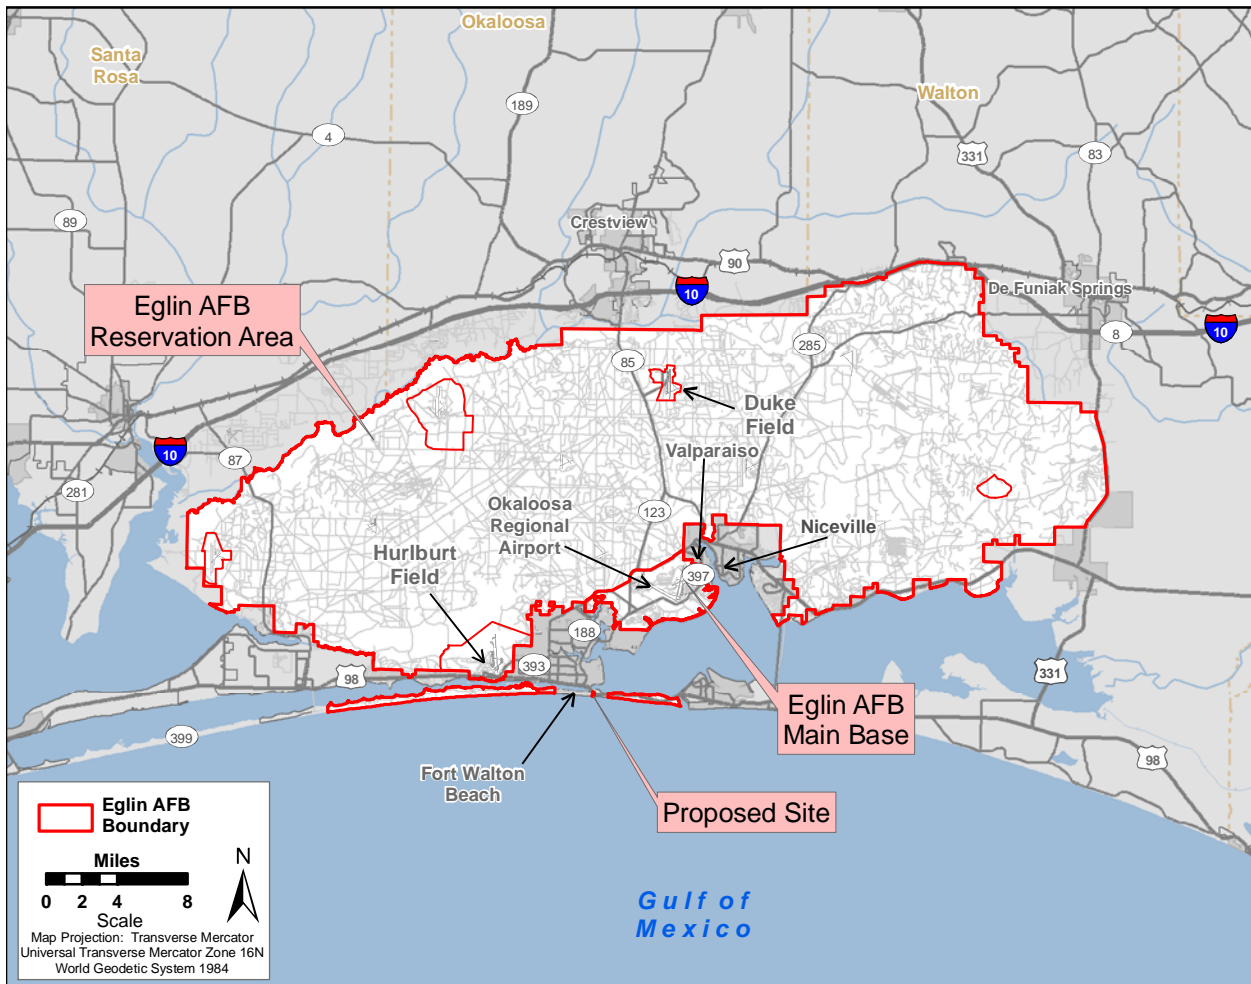 Okaloosa
Santa
Rosa
Walton
189
4
331
83
89
Crestview
90
10
De Funiak Springs
Eglin AFB
Reservation Area
10
8
285
85
Duke
Field
Valparaiso
10
87
281
Okaloosa
Regional
Airport
123
Niceville
Hurlburt
Field
397
188
393
98
331
Eglin AFB
Main Base
399
98
Fort Walton
Beach
Proposed Site
Eglin AFB
Boundary
Miles
N
0 2 4 8
Scale
Map Projection: Transverse Mercator
Universal Transverse Mercator Zone 16N
World Geodetic System 1984
Gulf of
Mexico